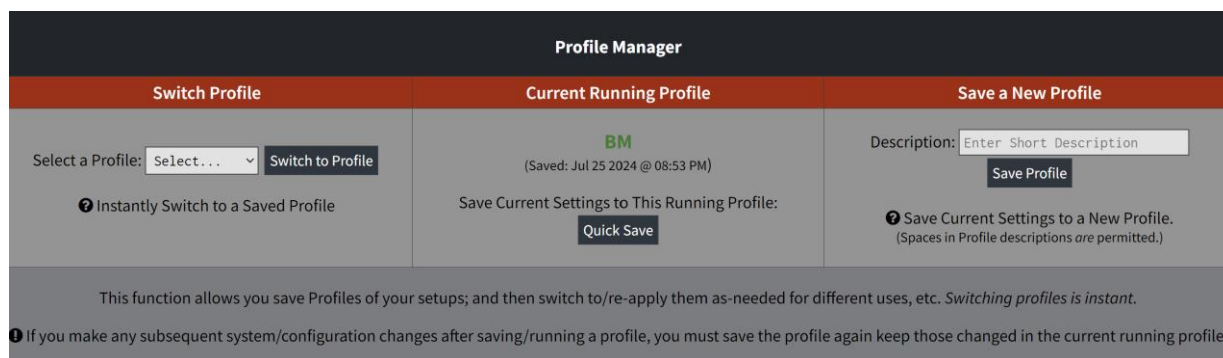 Profile Manager
Switch Profile
Select a Profile: Select... Switch to Profile
Instantly Switch to a Saved Profile
Current Running Profile
BM
(Saved: Jul 25 2024 @ 08:53 PM)
Save Current Settings to This Running Profile:
Quick Save
Save a New Profile
Description: Enter Short Description
Save Profile
Save Current Settings to a New Profile.
(Spaces in Profile descriptions are permitted.)
This function allows you save Profiles of your setups; and then switch to/re-apply them as-needed for different uses, etc. Switching profiles is instant.
If you make any subsequent system/configuration changes after saving/running a profile, you must save the profile again keep those changed in the current running profile